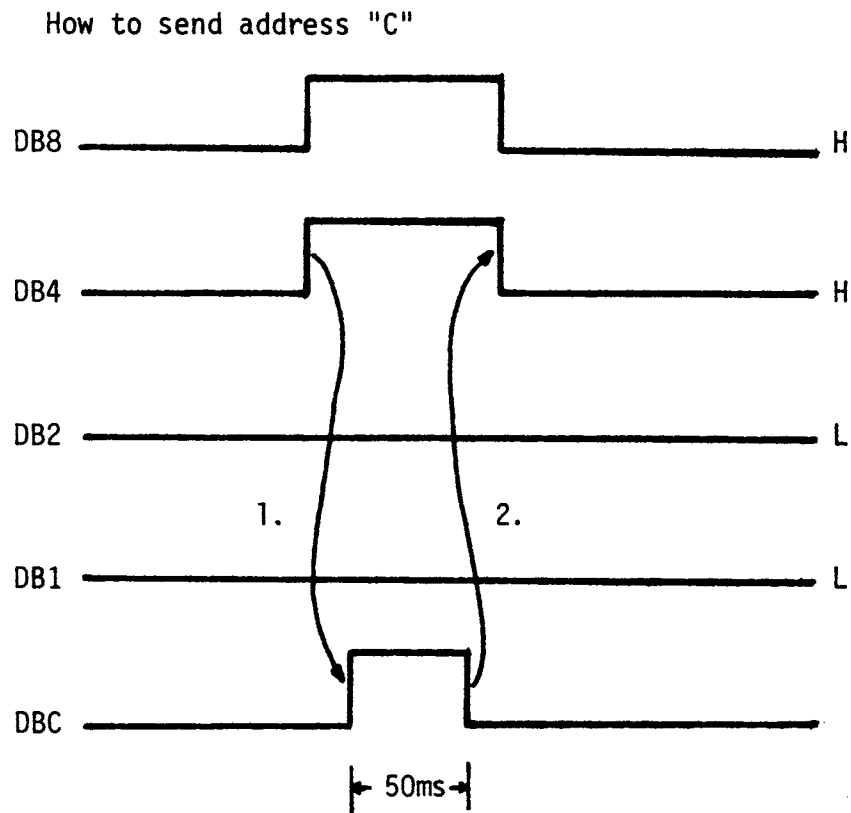 How to send address "C"
DB8 H
DB4 H
DB2 L
1. 2.
DB1 L
DBC
50ms